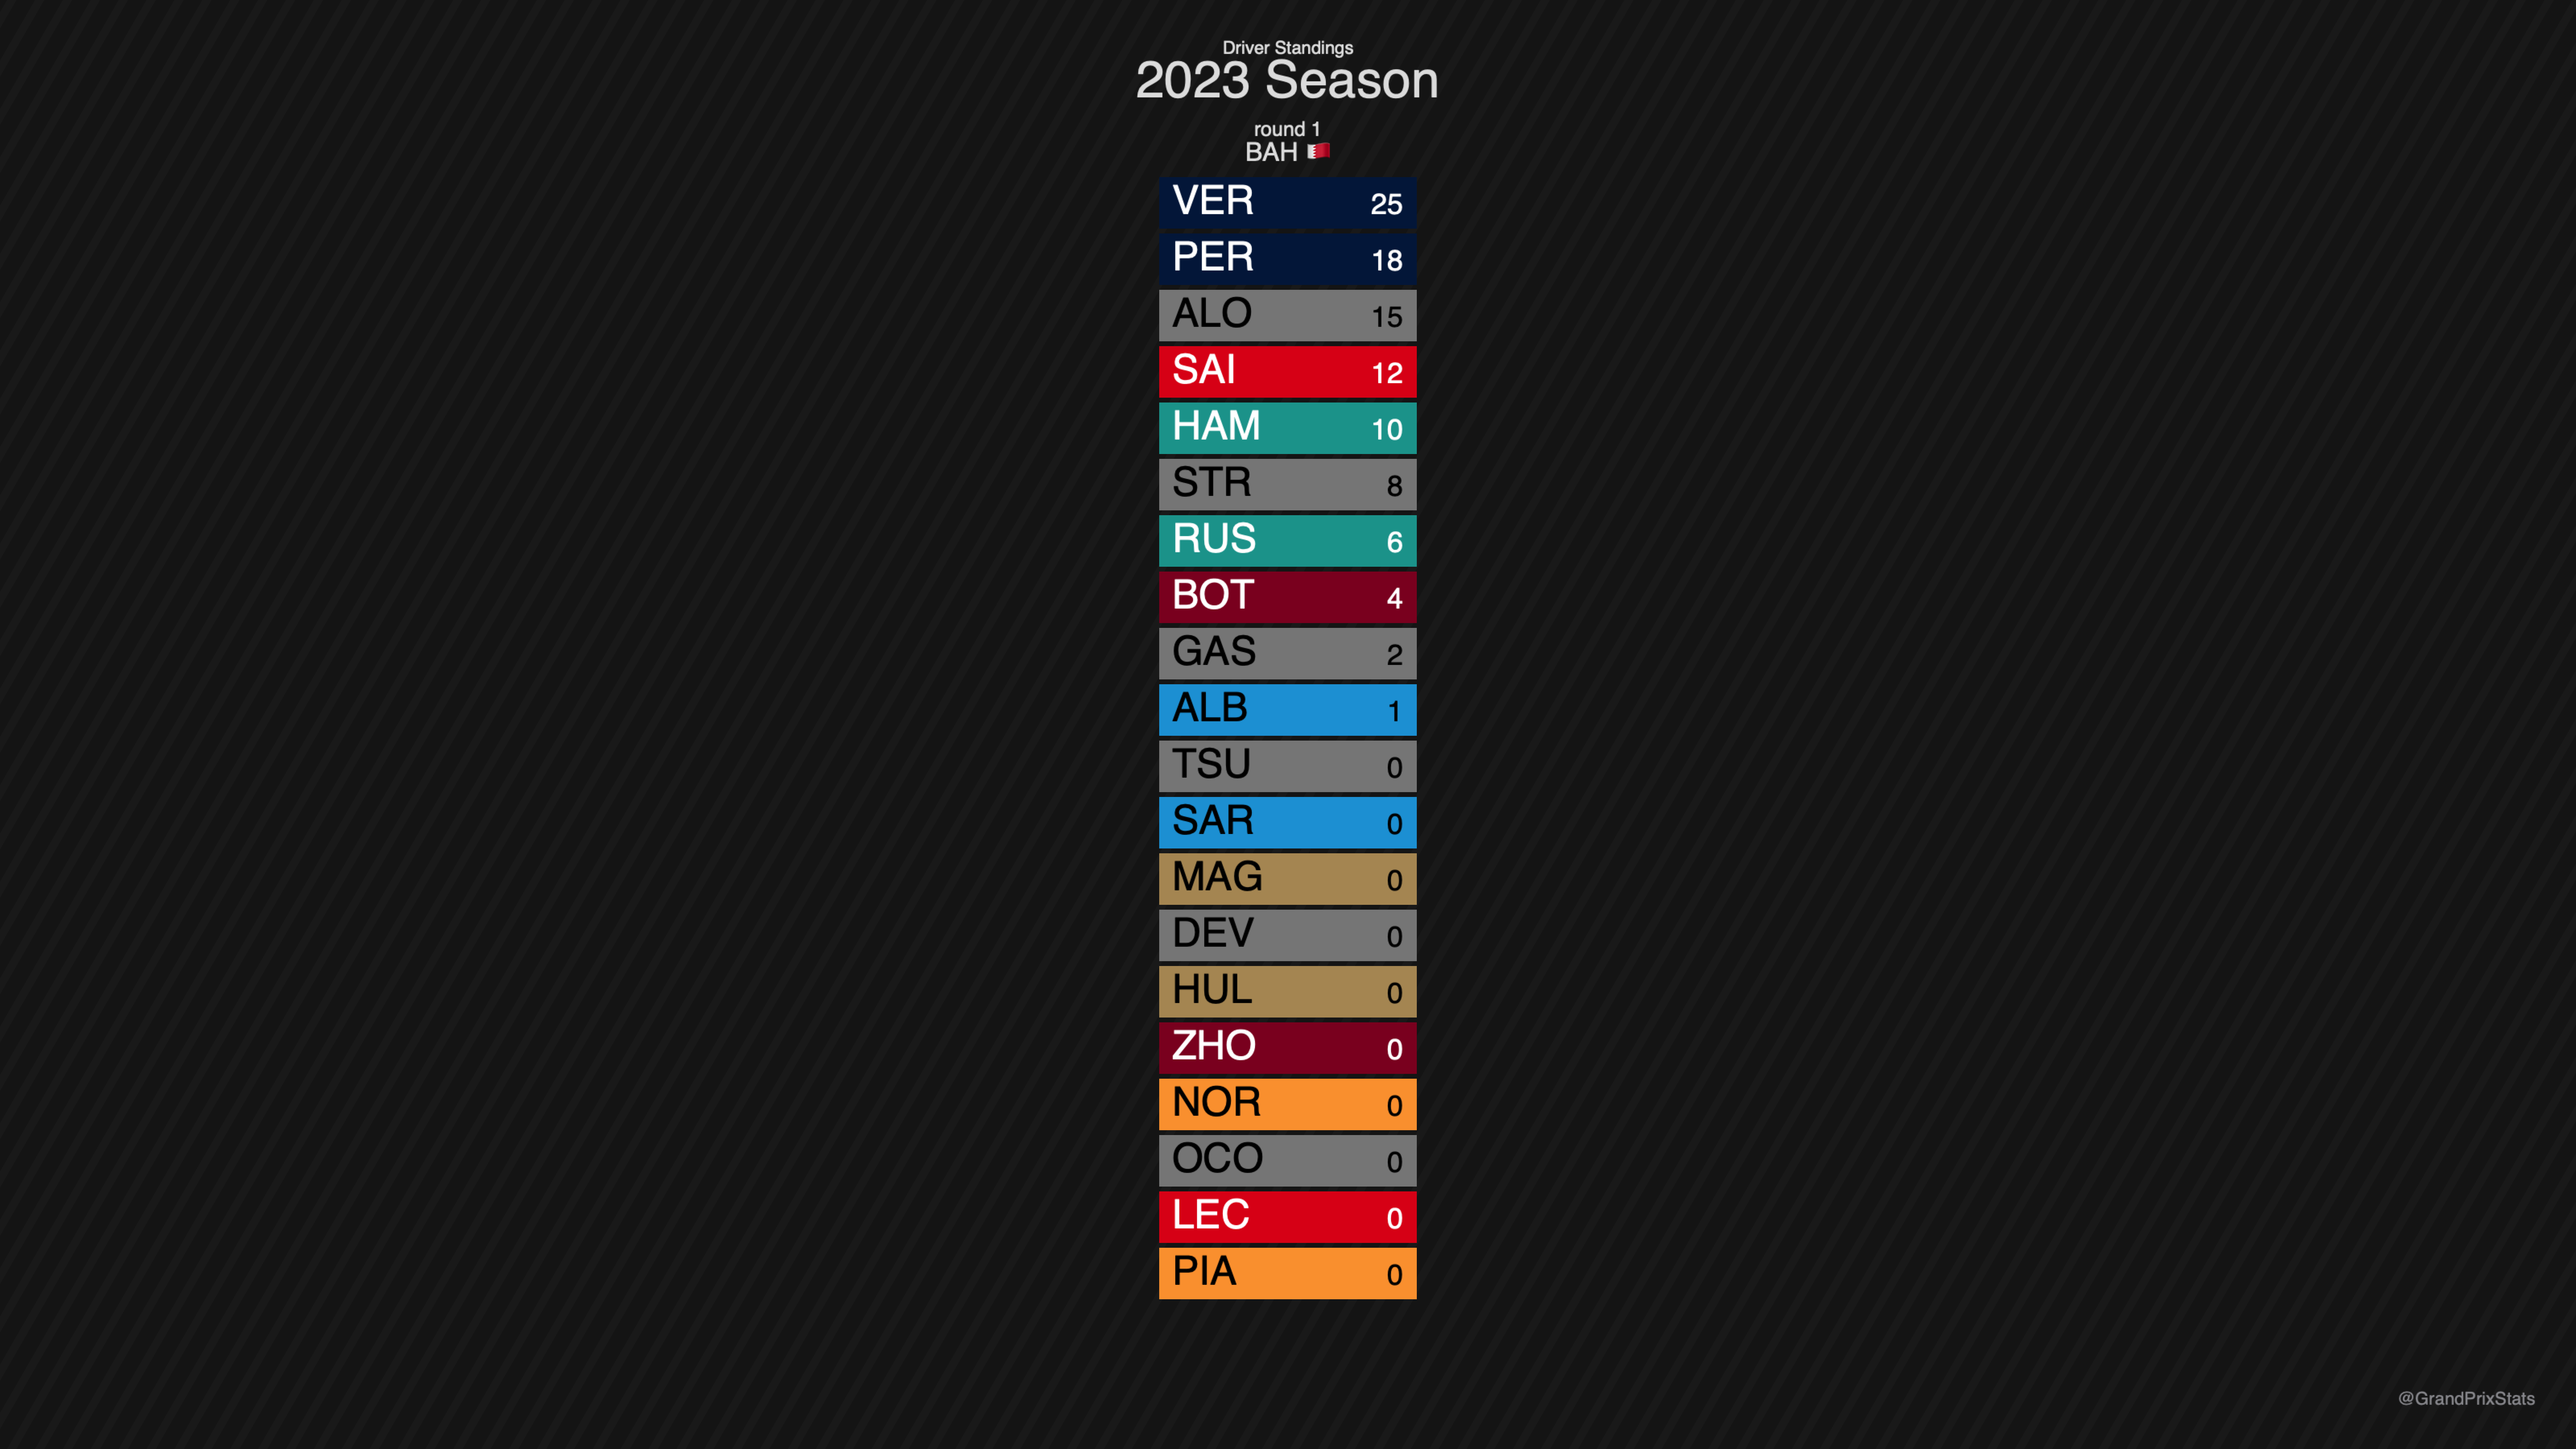 Driver Standings
2023 Season
round 1
BAH
VER 25
PER 18
ALO 15
SAI 12
HAM 10
STR 8
RUS 6
BOT 4
GAS 2
ALB 1
TSU 0
SAR 0
MAG 0
DEV 0
HUL 0
ZHO 0
NOR 0
OCO 0
LEC 0
PIA 0
@GrandPrixStats